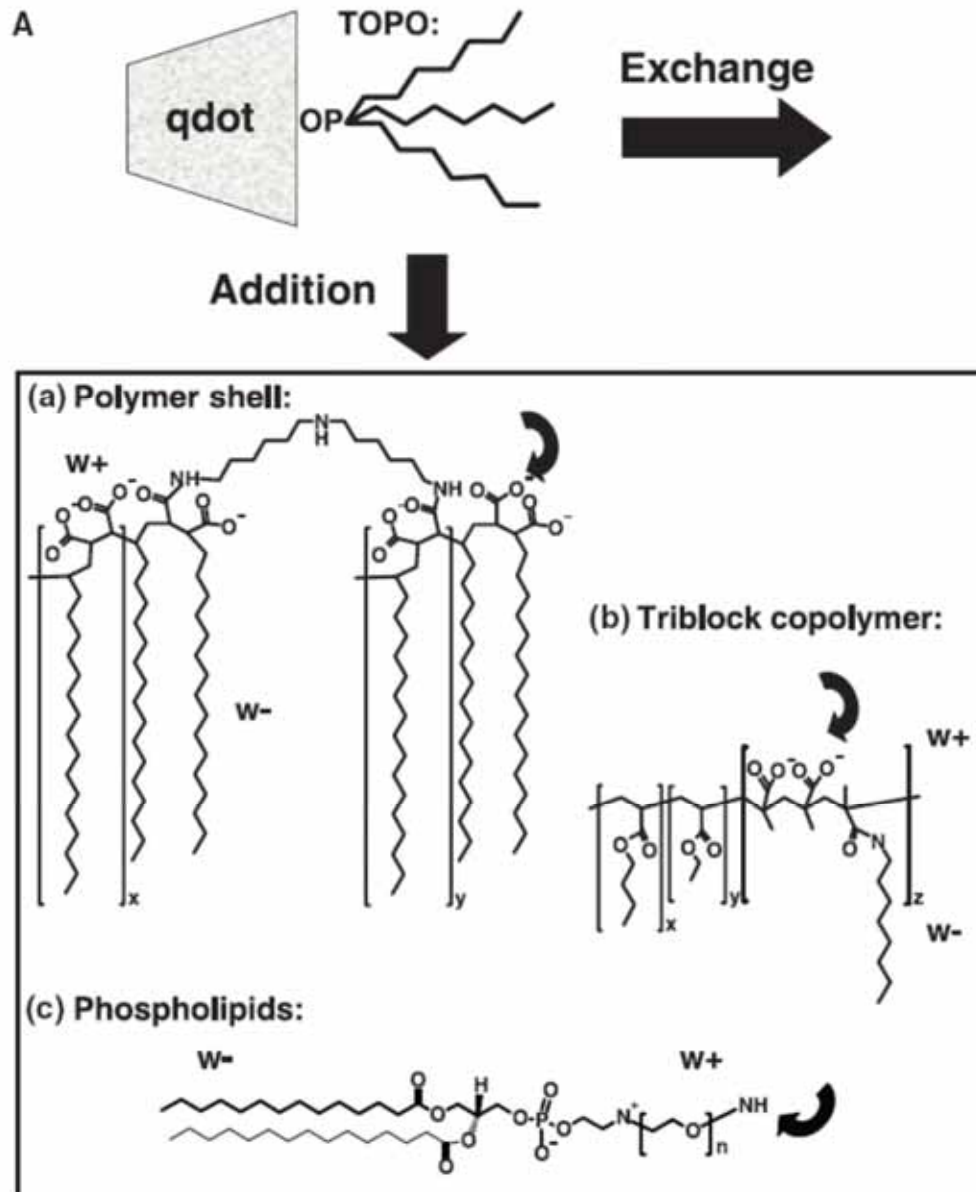 A
TOPO:
Exchange
qdot
OP
Addition
(a) Polymer shell:
N
H
W+
O- -O O- NH O
O O O-
NH O O-
O- -O O O
O O-
W-
x
y
(b) Triblock copolymer:
W+
O O- O O-
O O
O O
O N
x
y
z
W-
(c) Phospholipids:
W-
W+
O H O
O O P O N+ O NH
O O-
O
n